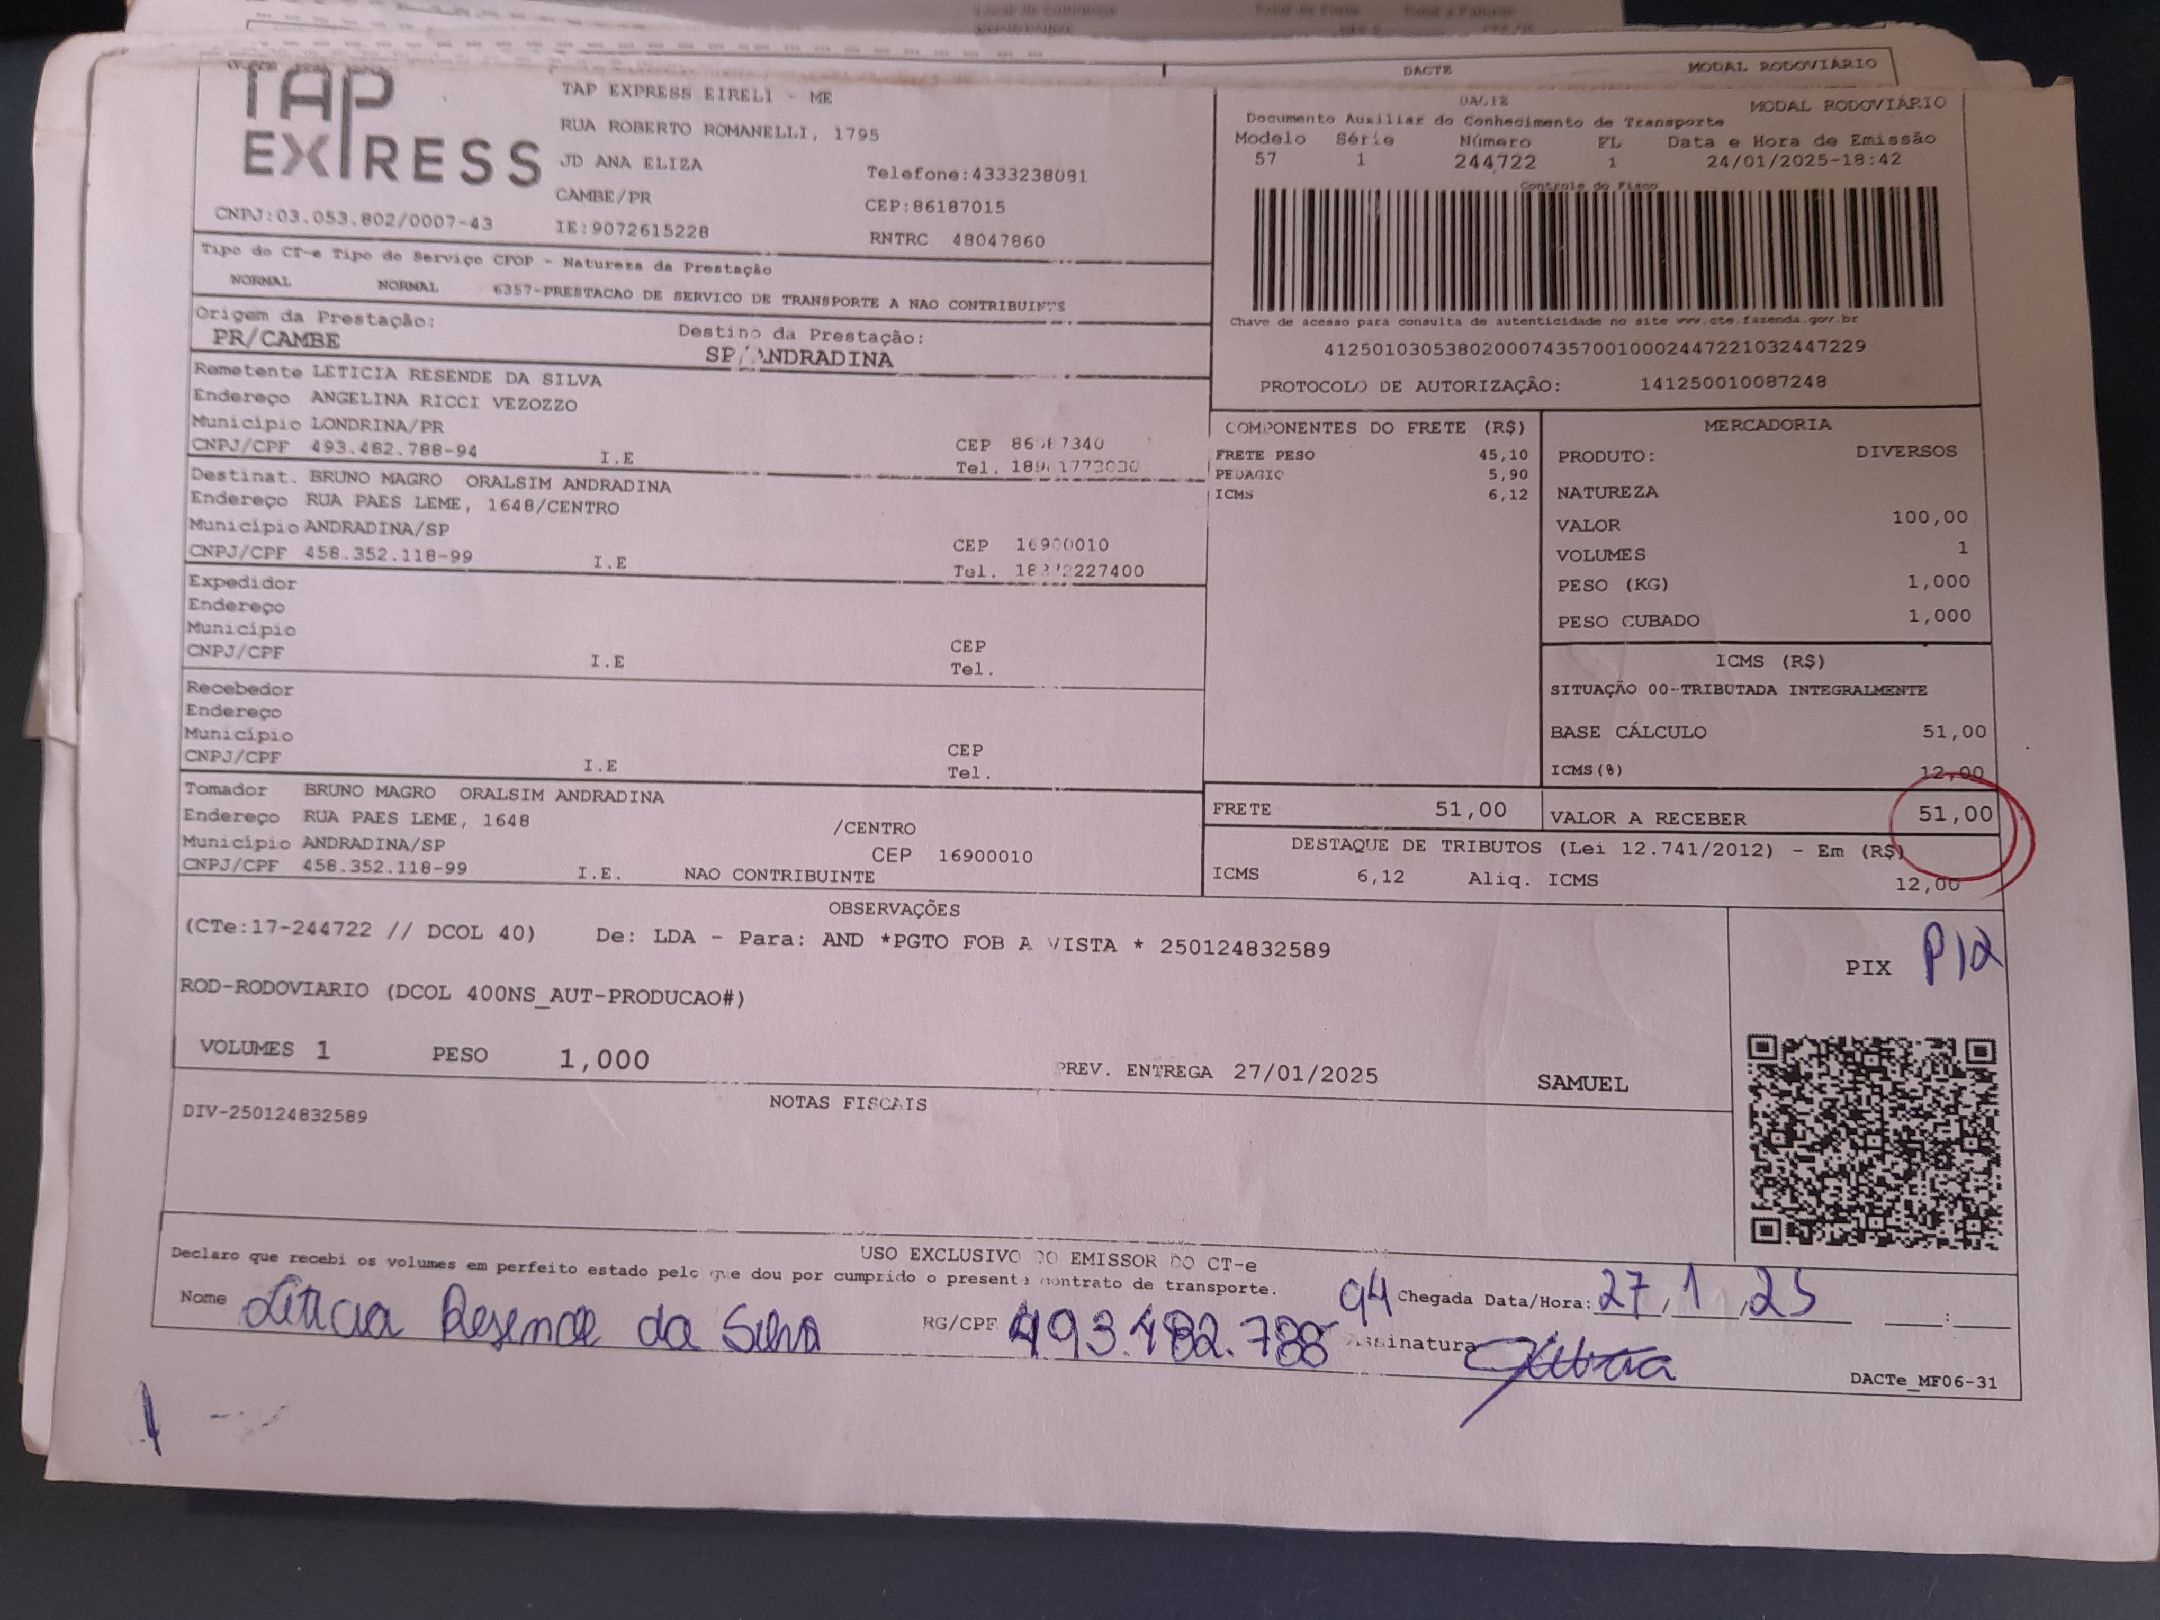 DACTE
MODAL RODOVIÁRIO
TAP EXPRESS
TAP EXPRESS EIRELI - ME
RUA ROBERTO ROMANELLI, 1795
JD ANA ELIZA
Telefone:4333238091
CAMBE/PR
CEP:86187015
CNPJ:03.053.802/0007-43
IE:9072615228
RNTRC 48047860
DACTE
MODAL RODOVIÁRIO
Documento Auxiliar do Conhecimento de Transporte
Modelo Série Número FL Data e Hora de Emissão
57 1 244722 1 24/01/2025-18:42
Controle do Fisco
Chave de acesso para consulta de autenticidade no site www.cte.fazenda.gov.br
41250103053802000743570010002447221032447229
PROTOCOLO DE AUTORIZAÇÃO: 141250010087248
Tipo do CT-e Tipo do Serviço CFOP - Natureza da Prestação
NORMAL NORMAL 6357-PRESTACAO DE SERVICO DE TRANSPORTE A NAO CONTRIBUINTE
Origem da Prestação: Destino da Prestação:
PR/CAMBE SP/ANDRADINA
Remetente LETICIA RESENDE DA SILVA
Endereço ANGELINA RICCI VEZOZZO
Município LONDRINA/PR
CEP
CNPJ/CPF 493.482.788-94 I.E Tel.
Destinat. BRUNO MAGRO ORALSIM ANDRADINA
Endereço RUA PAES LEME, 1648/CENTRO
Município ANDRADINA/SP
CEP 16900010
CNPJ/CPF 458.352.118-99 I.E Tel.
Expedidor
Endereço
Município
CEP
CNPJ/CPF I.E Tel.
Recebedor
Endereço
Município
CEP
CNPJ/CPF I.E Tel.
Tomador BRUNO MAGRO ORALSIM ANDRADINA
Endereço RUA PAES LEME, 1648 /CENTRO
Município ANDRADINA/SP CEP 16900010
CNPJ/CPF 458.352.118-99 I.E. NAO CONTRIBUINTE
COMPONENTES DO FRETE (R$)
FRETE PESO 45,10
PEDAGIO 5,90
ICMS 6,12
MERCADORIA
PRODUTO: DIVERSOS
NATUREZA
VALOR 100,00
VOLUMES 1
PESO (KG) 1,000
PESO CUBADO 1,000
ICMS (R$)
SITUAÇÃO 00-TRIBUTADA INTEGRALMENTE
BASE CÁLCULO 51,00
ICMS(%) 12,00
FRETE 51,00 VALOR A RECEBER 51,00
DESTAQUE DE TRIBUTOS (Lei 12.741/2012) - Em (R$)
ICMS 6,12 Aliq. ICMS 12,00
OBSERVAÇÕES
(CTe:17-244722 // DCOL 40) De: LDA - Para: AND *PGTO FOB A VISTA * 250124832589
ROD-RODOVIARIO (DCOL 400NS_AUT-PRODUCAO#)
VOLUMES 1 PESO 1,000 PREV. ENTREGA 27/01/2025 SAMUEL
PIX
NOTAS FISCAIS
DIV-250124832589
USO EXCLUSIVO DO EMISSOR DO CT-e
Declaro que recebi os volumes em perfeito estado pelo que dou por cumprido o presente contrato de transporte.
Nome Leticia Resende da Silva RG/CPF 493.482.788 94
Chegada Data/Hora: 27,1,25 :
Assinatura
DACTe_MF06-31